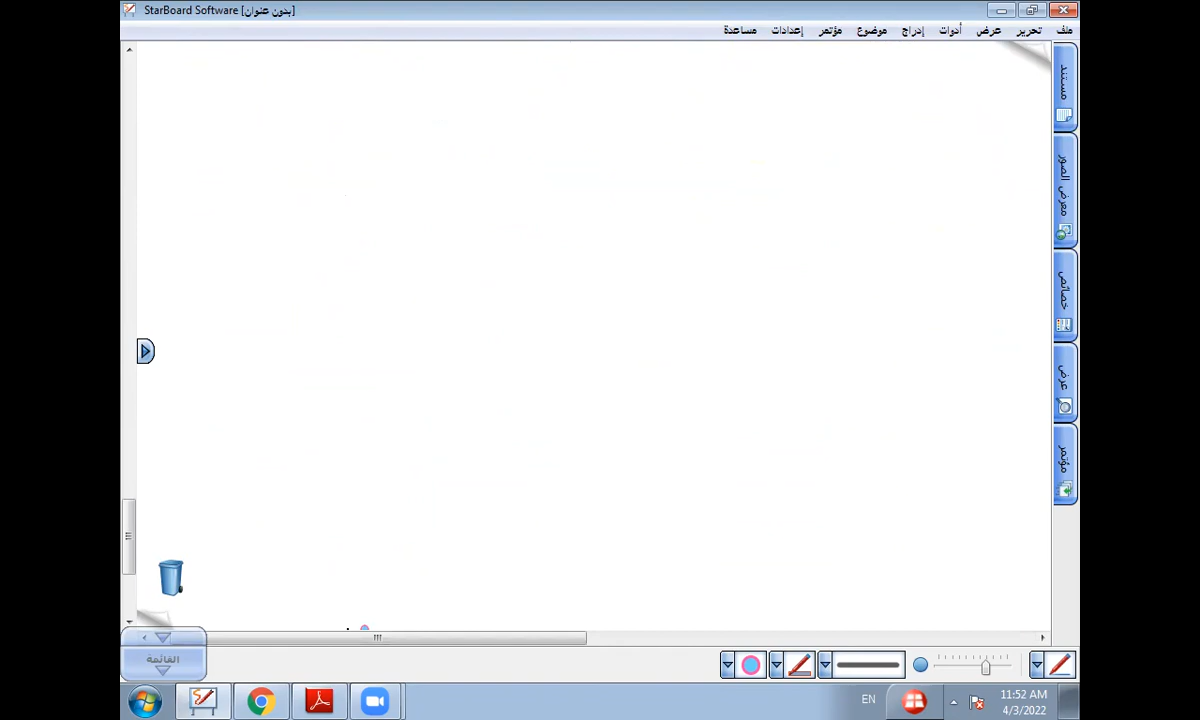 StarBoard Software [بدون عنوان]
ملف تحرير عرض أدوات إدراج موضوع مؤتمر إعدادات مساعدة
مستند
معرض الصور
خصائص
عرض
مؤتمر
القائمة
EN
11:52 AM
4/3/2022